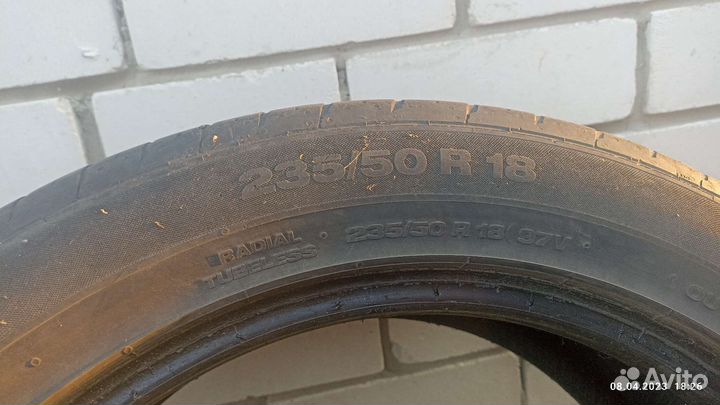 235/50 R 18
RADIAL
TUBELESS
235/50 R 18 97V
Avito
08.04.2023 18:26